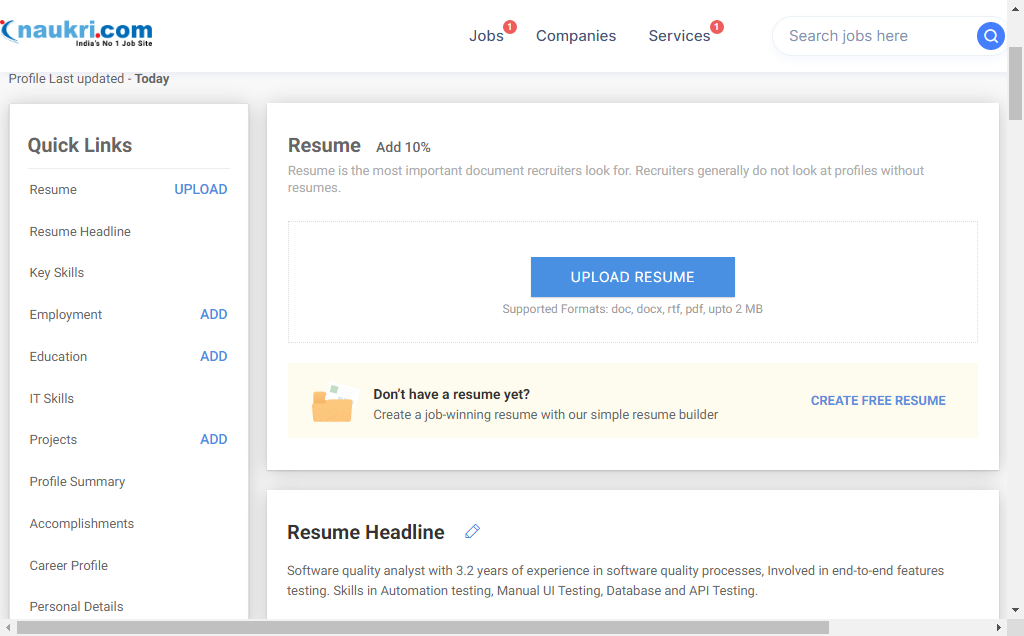 naukri.com
India's No 1 Job Site
Jobs 1
Companies
Services 1
Search jobs here
Profile Last updated - Today
Quick Links
Resume UPLOAD
Resume Headline
Key Skills
Employment ADD
Education ADD
IT Skills
Projects ADD
Profile Summary
Accomplishments
Career Profile
Personal Details
Resume Add 10%
Resume is the most important document recruiters look for. Recruiters generally do not look at profiles without
resumes.
UPLOAD RESUME
Supported Formats: doc, docx, rtf, pdf, upto 2 MB
Don't have a resume yet?
Create a job-winning resume with our simple resume builder
CREATE FREE RESUME
Resume Headline
Software quality analyst with 3.2 years of experience in software quality processes, Involved in end-to-end features
testing. Skills in Automation testing, Manual UI Testing, Database and API Testing.